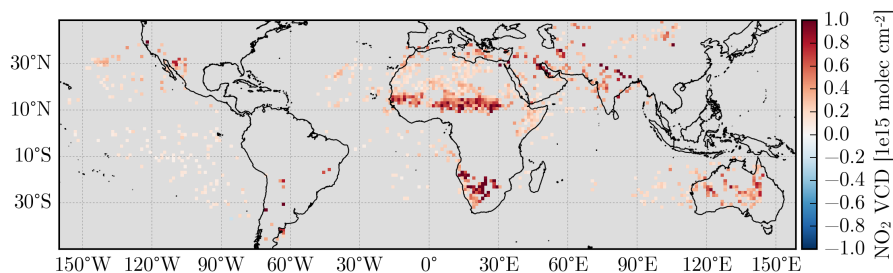 30°N
10°N
10°S
30°S
150°W 120°W 90°W 60°W 30°W 0° 30°E 60°E 90°E 120°E 150°E
1.0
0.8
0.6
0.4
0.2
0.0
−0.2
−0.4
−0.6
−0.8
−1.0
NO₂ VCD [1e15 molec cm⁻²]